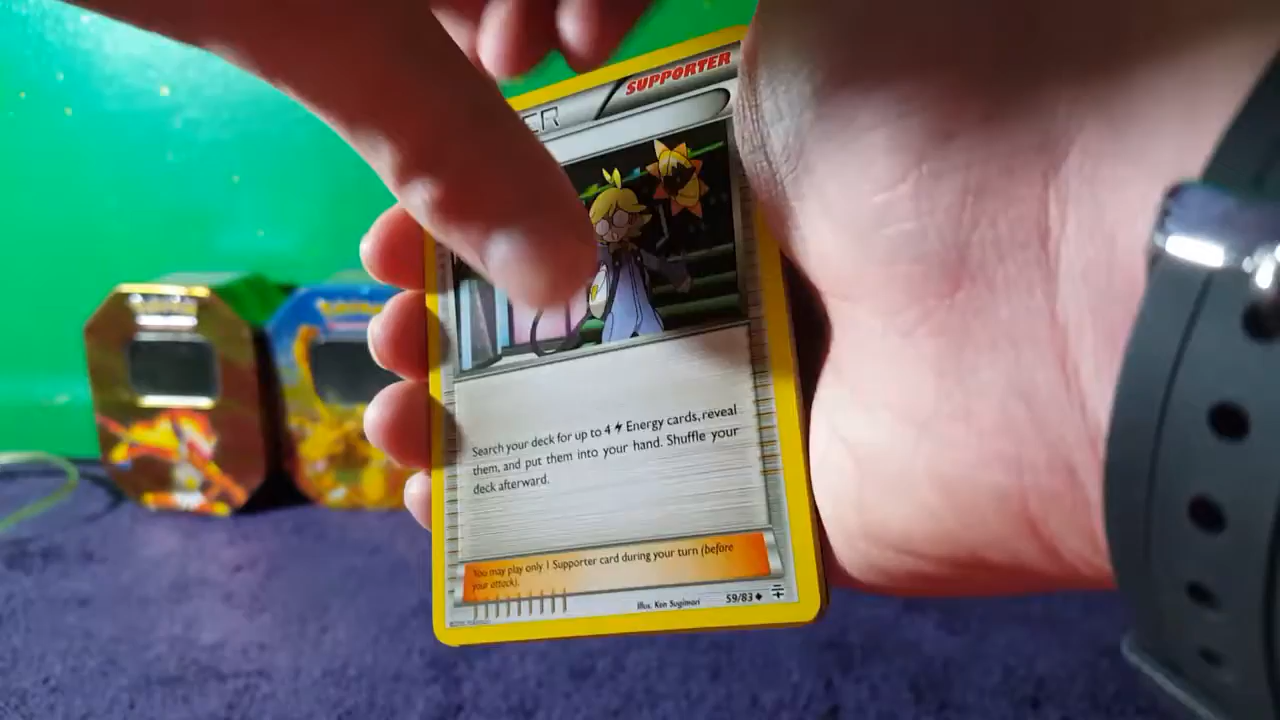 SUPPORTER
ER
Search your deck for up to 4 Energy cards, reveal
them, and put them into your hand. Shuffle your
deck afterward.
You may play only 1 Supporter card during your turn (before
your attack).
Illus. Ken Sugimori 59/83